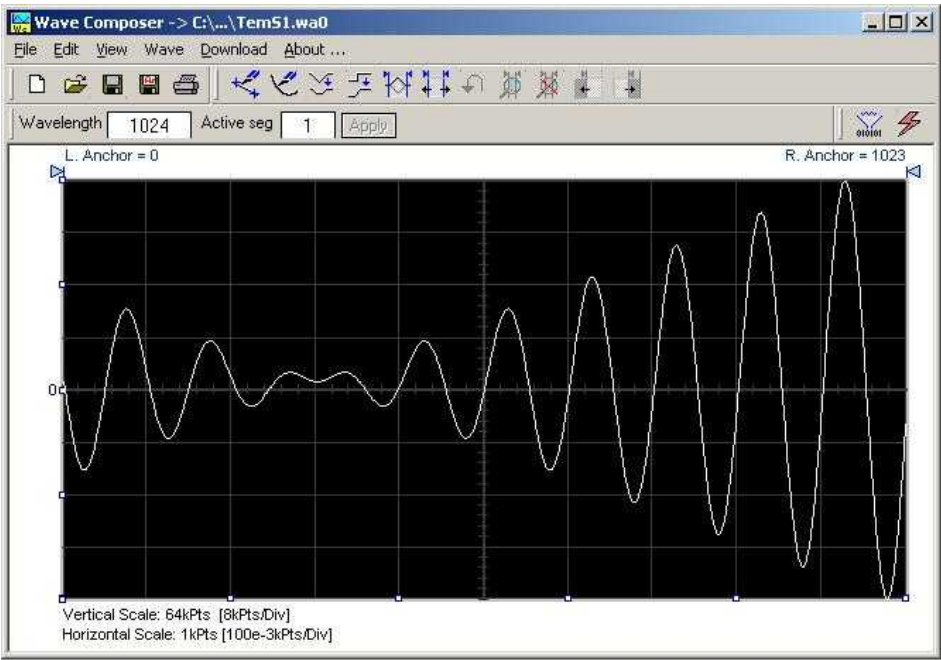 Wave Composer -> C:\...\TemS1.wa0
File Edit View Wave Download About ...
Wavelength 1024 Active seg 1 Apply
L. Anchor = 0 R. Anchor = 1023
0
Vertical Scale: 64kPts [8kPts/Div]
Horizontal Scale: 1kPts [100e-3kPts/Div]